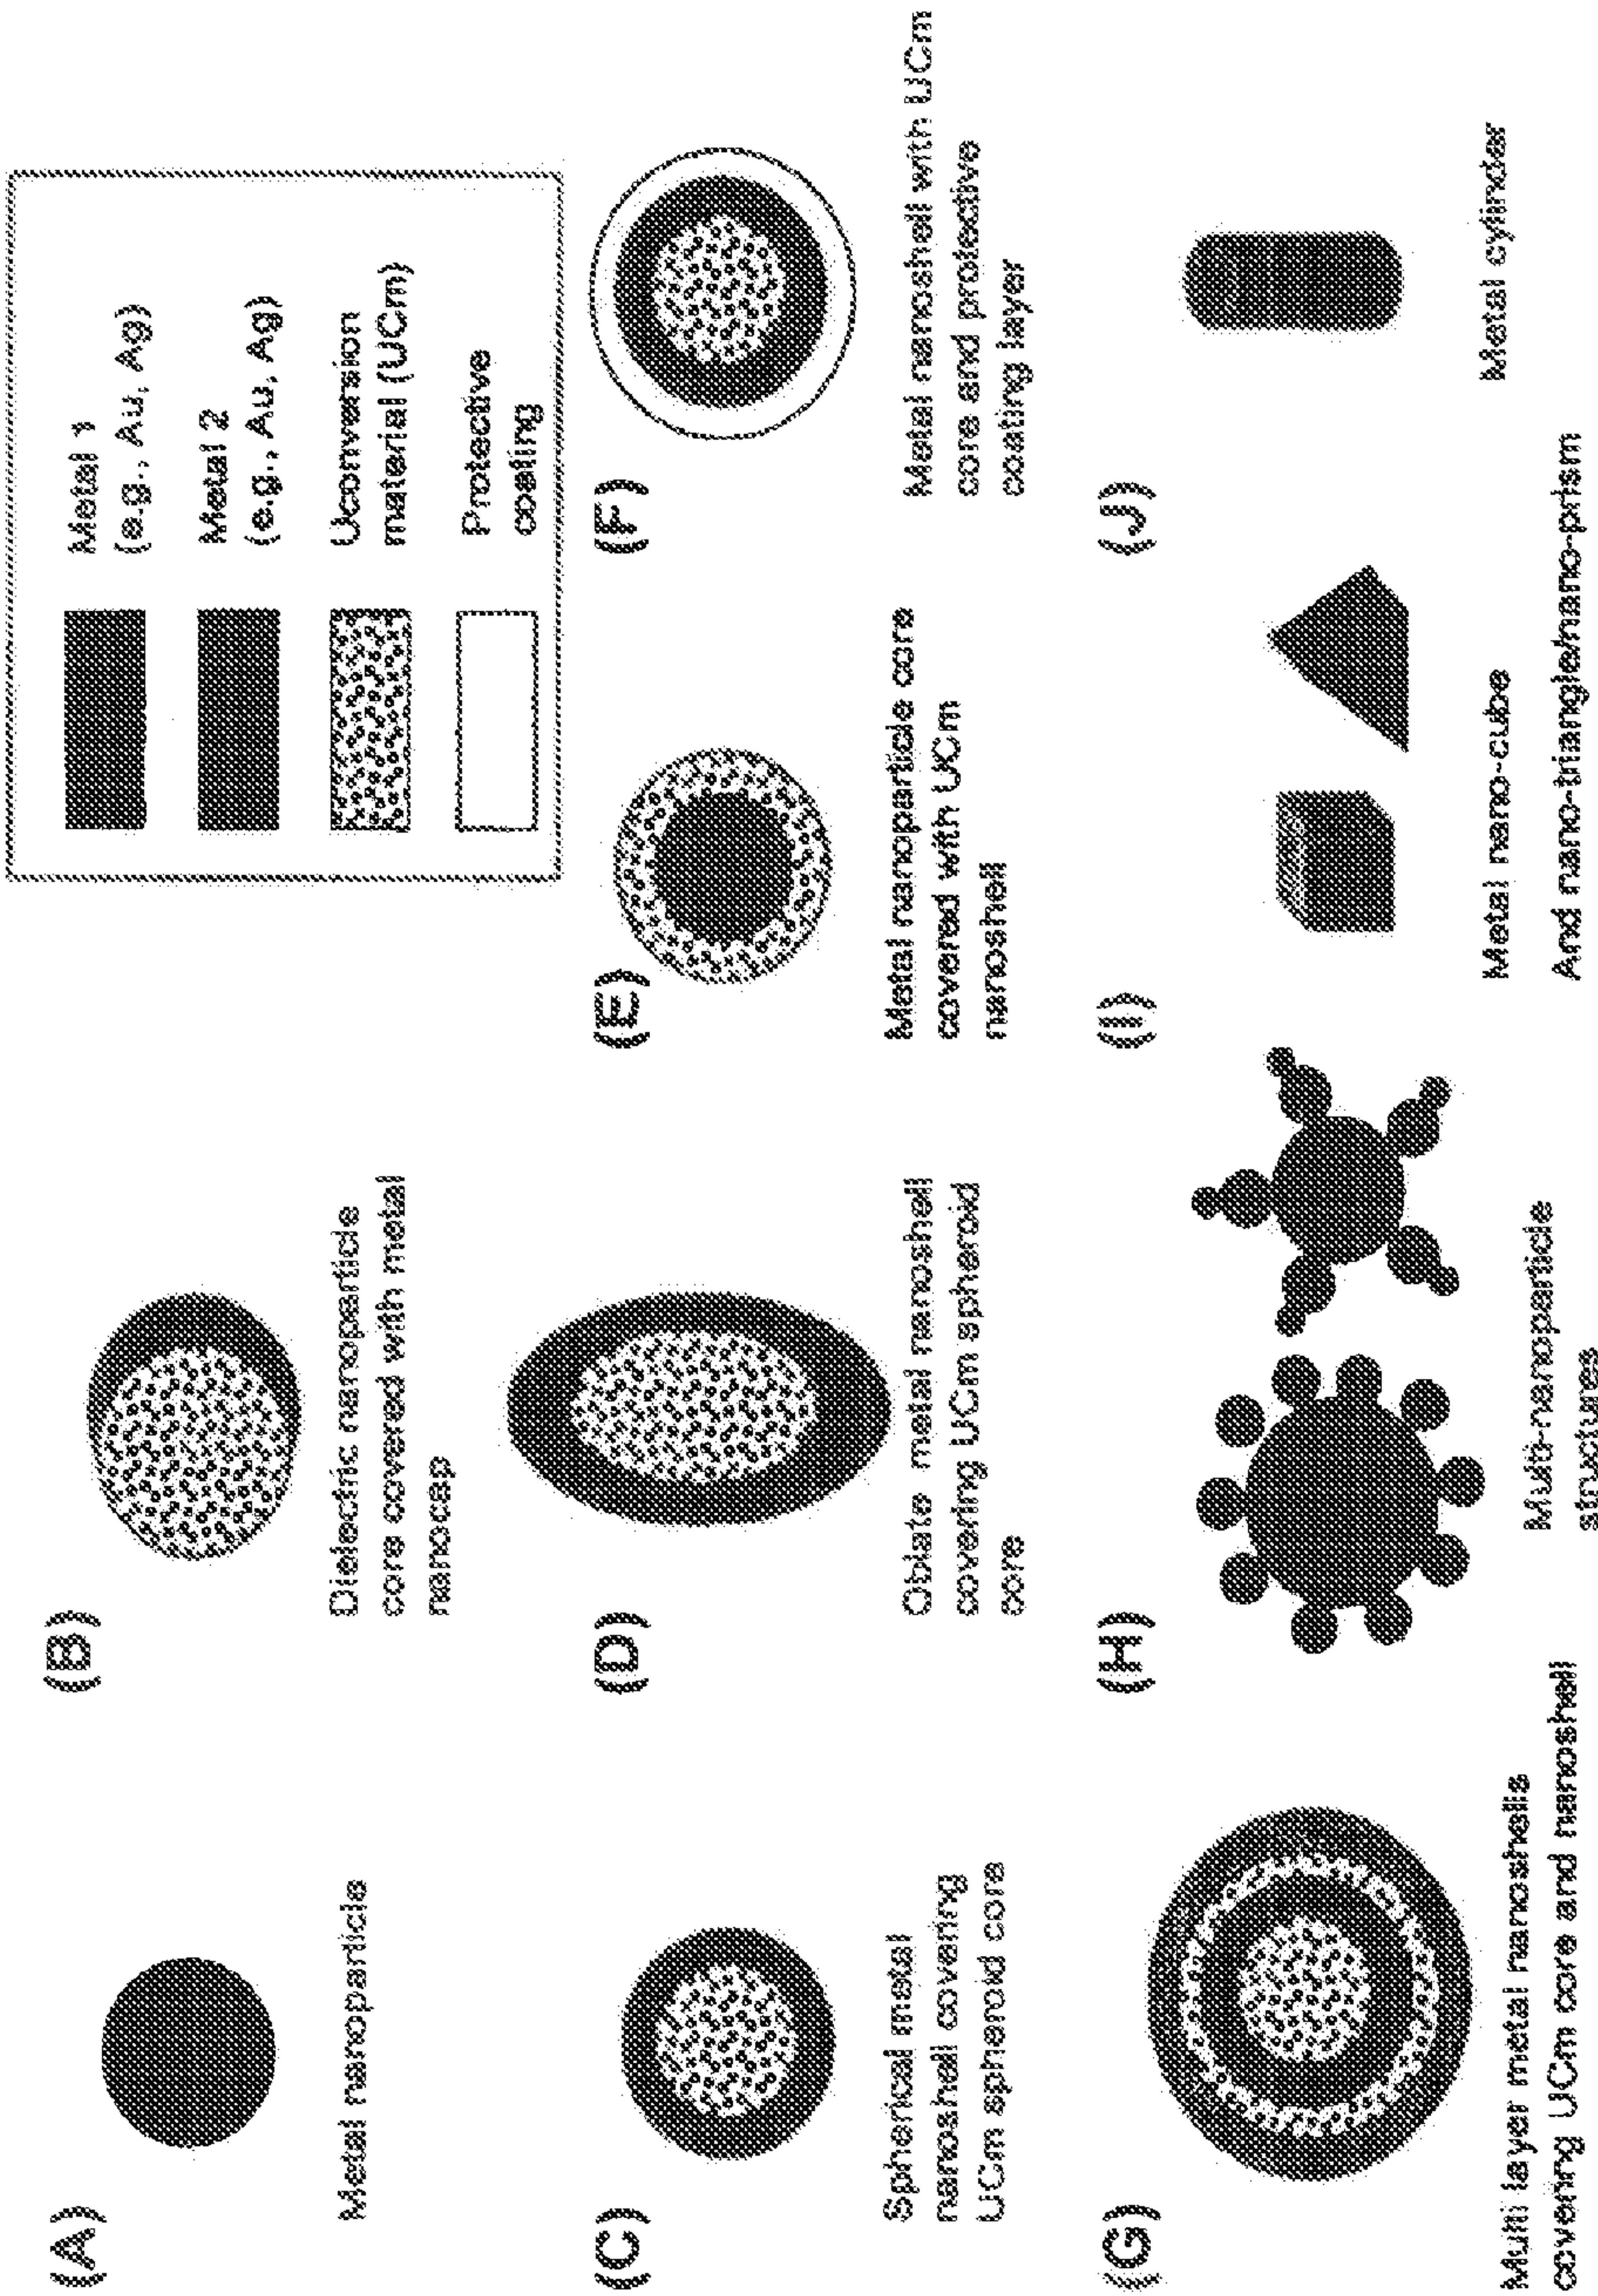 (A)
Metal nanoparticle
(B)
Dielectric nanoparticle
core covered with metal
nanocap
Metal 1
(e.g., Au, Ag)
Metal 2
(e.g., Au, Ag)
Uconversion
material (UCm)
Protective
coating
(C)
Spherical metal
nanoshell covering
UCm spheroid core
(D)
Oblate metal nanoshell
covering UCm spheroid
core
(E)
Metal nanoparticle core
covered with UCm
nanoshell
(F)
Metal nanoshell with UCm
core and protective
coating layer
(G)
Multi layer metal nanoshells
covering UCm core and nanoshell
(H)
Multi-nanoparticle
structures
(I)
Metal nano-cube
And nano-triangle/nano-prism
(J)
Metal cylinder